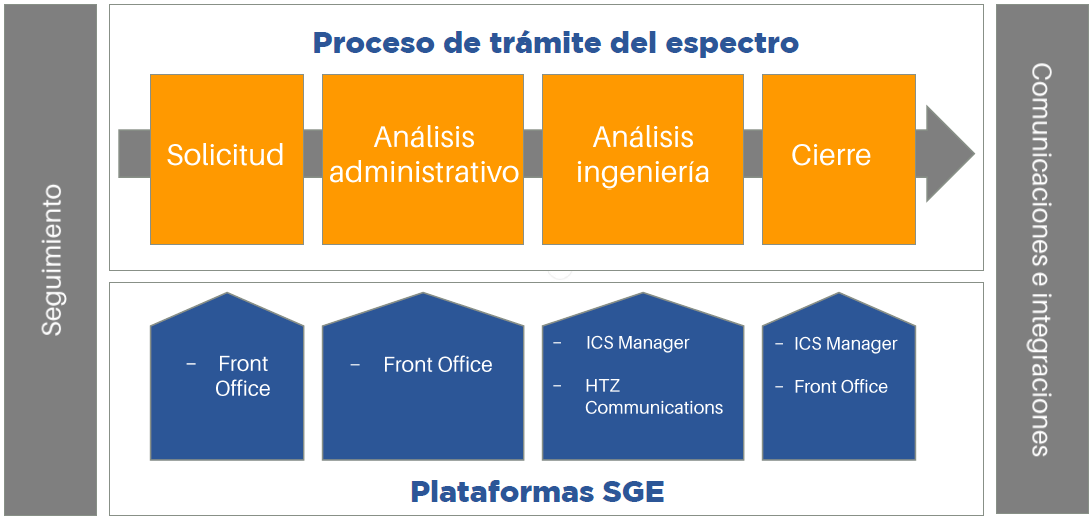 Seguimiento
Proceso de trámite del espectro
Solicitud
Análisis
administrativo
Análisis
ingeniería
Cierre
– Front
Office
– Front Office
– ICS Manager
– HTZ
Communications
– ICS Manager
– Front Office
Plataformas SGE
Comunicaciones e integraciones